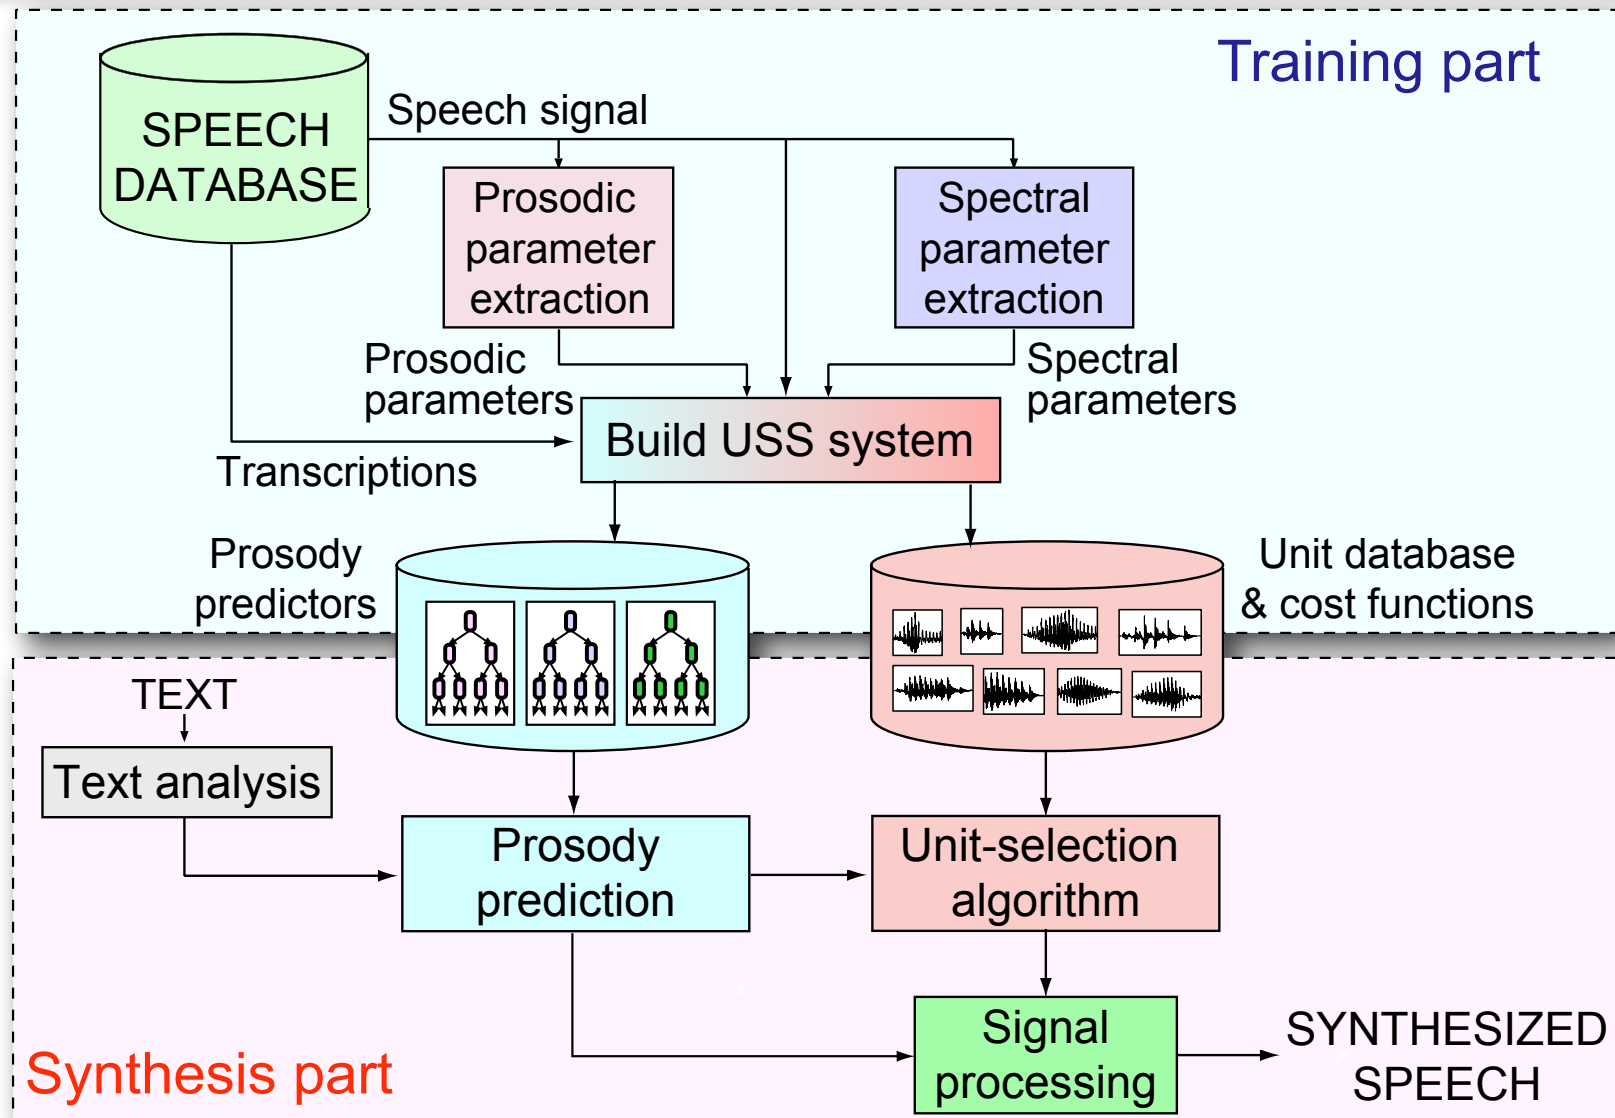 Training part
SPEECH
DATABASE
Speech signal
Prosodic
parameter
extraction
Spectral
parameter
extraction
Prosodic
parameters
Spectral
parameters
Build USS system
Transcriptions
Prosody
predictors
Unit database
& cost functions
TEXT
Text analysis
Prosody
prediction
Unit-selection
algorithm
Signal
processing
SYNTHESIZED
SPEECH
Synthesis part